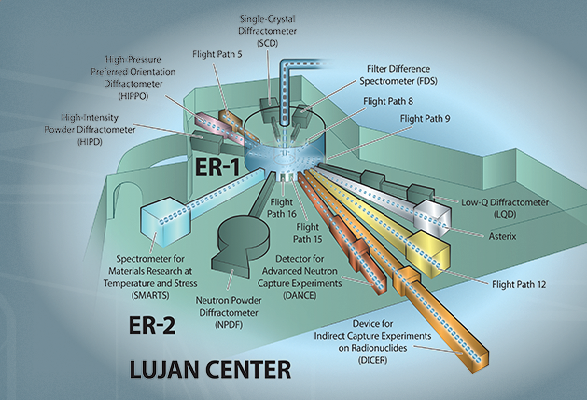 Single-Crystal
Diffractometer
(SCD)
Flight Path 5
High-Pressure
Preferred Orientation
Diffractometer
(HIPPO)
Filter Difference
Spectrometer (FDS)
Flight Path 8
Flight Path 9
High-Intensity
Powder Diffractometer
(HIPD)
ER-1
Low-Q Diffractometer
(LQD)
Flight
Path 16
Flight
Path 15
Asterix
Spectrometer for
Materials Research at
Temperature and Stress
(SMARTS)
Neutron Powder
Diffractometer
(NPDF)
Detector for
Advanced Neutron
Capture Experiments
(DANCE)
Flight Path 12
ER-2
Device for
Indirect Capture Experiments
on Radionuclides
(DICER)
LUJAN CENTER